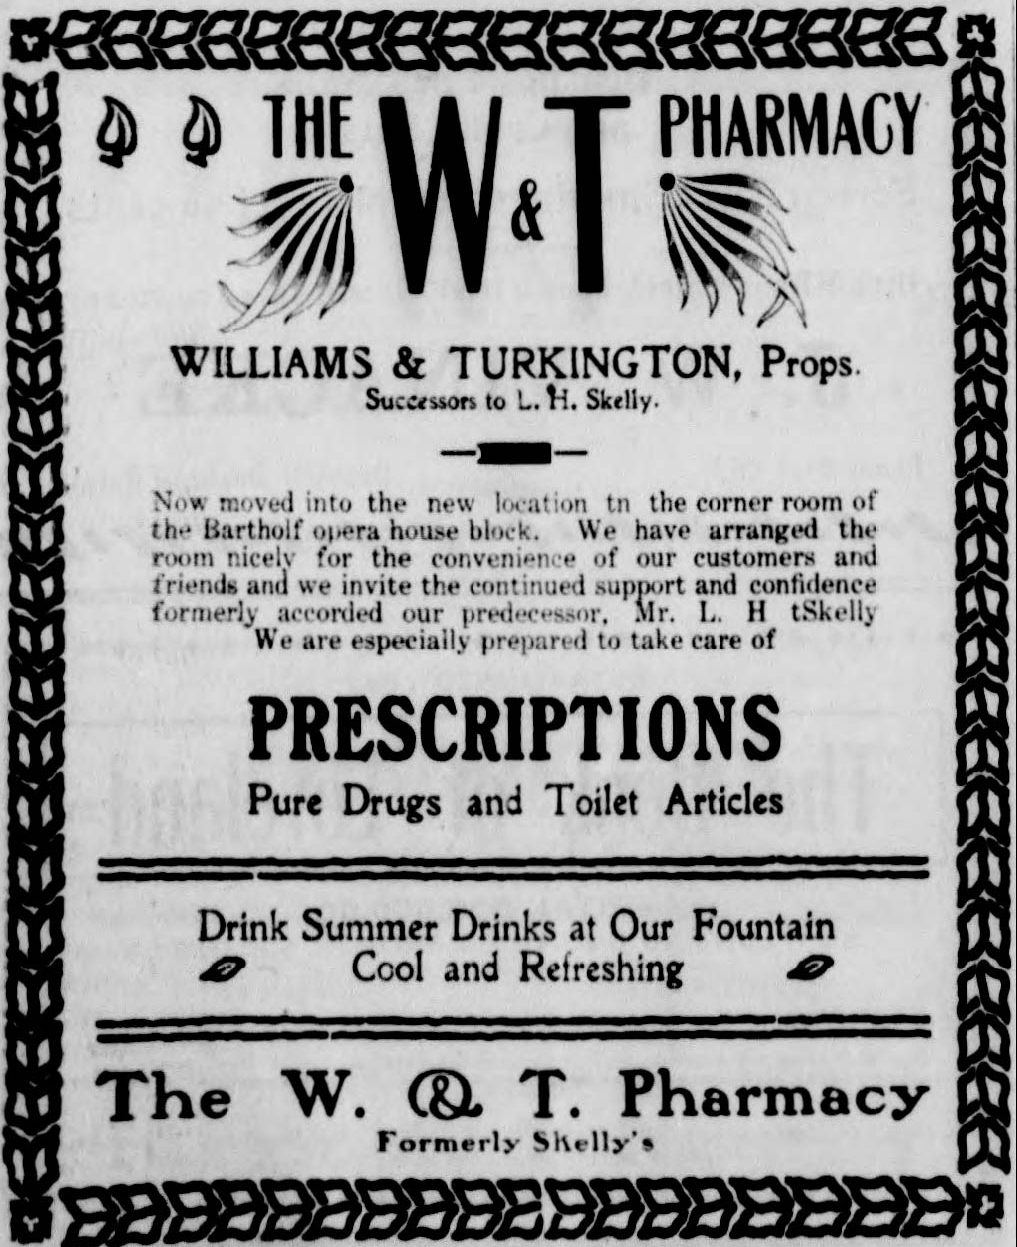 THE W & T PHARMACY
WILLIAMS & TURKINGTON, Props.
Successors to L. H. Skelly.
Now moved into the new location tn the corner room of
the Bartholf opera house block. We have arranged the
room nicely for the convenience of our customers and
friends and we invite the continued support and confidence
formerly accorded our predecessor, Mr. L. H tSkelly
We are especially prepared to take care of
PRESCRIPTIONS
Pure Drugs and Toilet Articles
Drink Summer Drinks at Our Fountain
Cool and Refreshing
The W. & T. Pharmacy
Formerly Skelly's